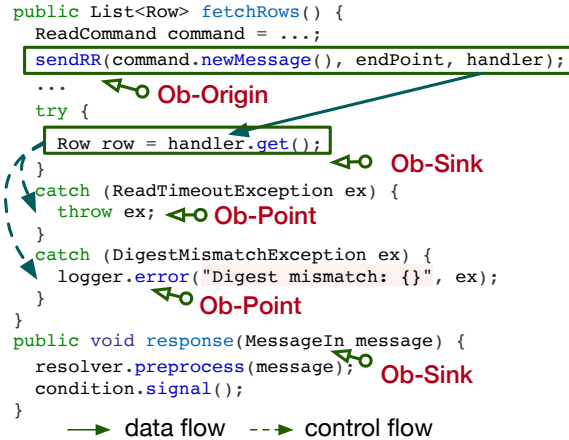 public List<Row> fetchRows() {
ReadCommand command = ...;
sendRR(command.newMessage(), endPoint, handler);
...
Ob-Origin
try {
Row row = handler.get();
Ob-Sink
}
catch (ReadTimeoutException ex) {
throw ex; Ob-Point
}
catch (DigestMismatchException ex) {
logger.error("Digest mismatch: {}", ex);
}
Ob-Point
}
public void response(MessageIn message) {
resolver.preprocess(message);
Ob-Sink
condition.signal();
}
data flow control flow